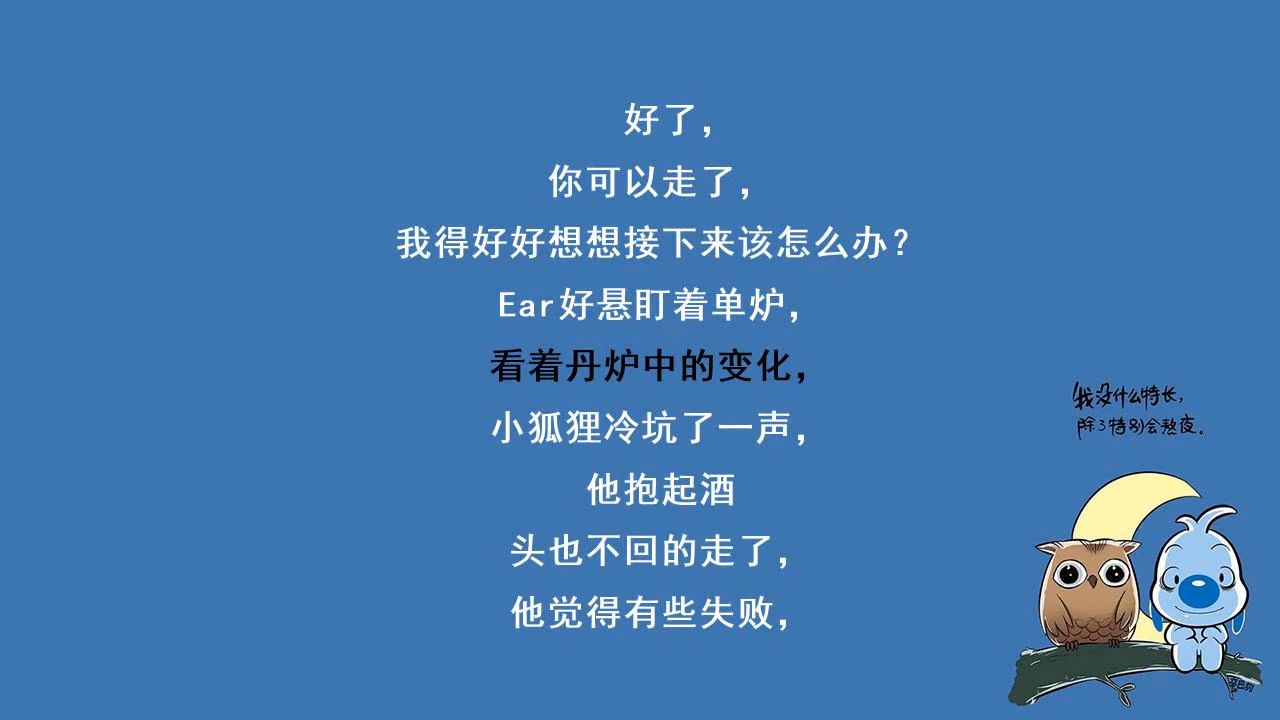 好了，
你可以走了，
我得好好想想接下来该怎么办？
Ear好悬盯着单炉，
看着丹炉中的变化，
小狐狸冷坑了一声，
他抱起酒
头也不回的走了，
他觉得有些失败，
我没什么特长，
除了特别会熬夜。